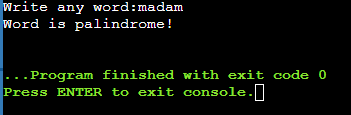 Write any word:madam
Word is palindrome!
...Program finished with exit code 0
Press ENTER to exit console.